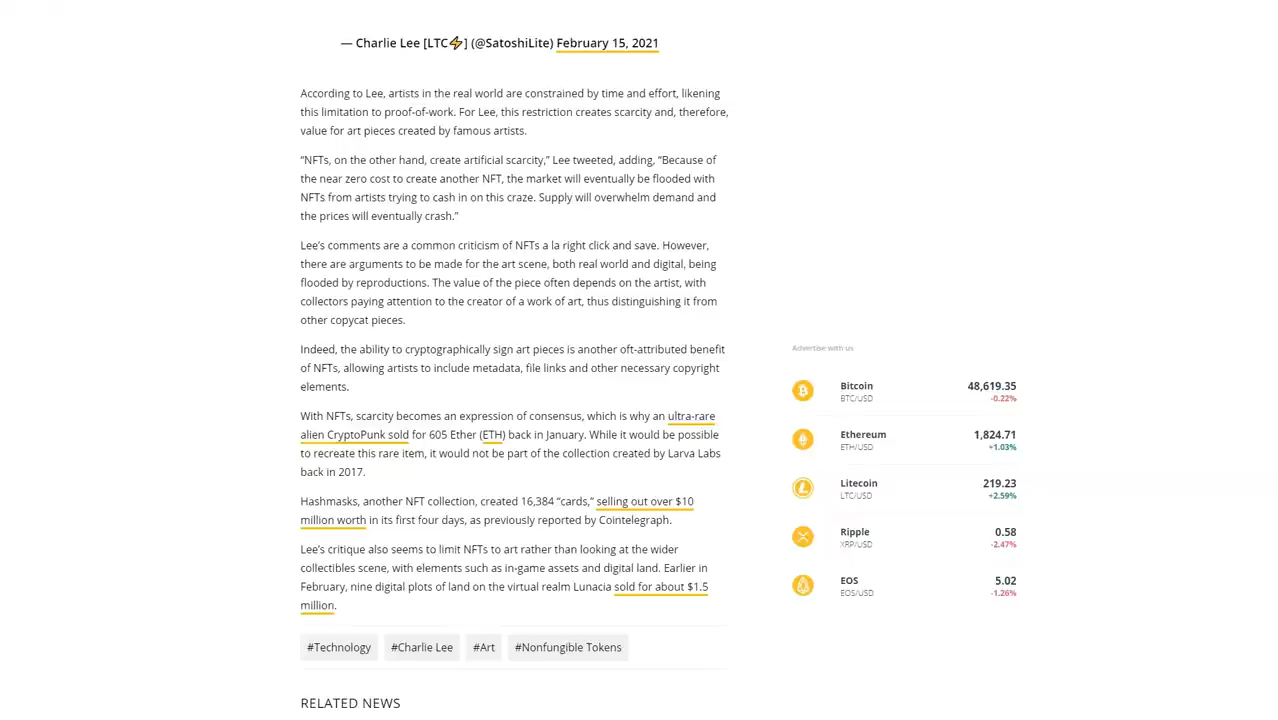 — Charlie Lee [LTC⚡] (@SatoshiLite) February 15, 2021
According to Lee, artists in the real world are constrained by time and effort, likening
this limitation to proof-of-work. For Lee, this restriction creates scarcity and, therefore,
value for art pieces created by famous artists.
“NFTs, on the other hand, create artificial scarcity,” Lee tweeted, adding, “Because of
the near zero cost to create another NFT, the market will eventually be flooded with
NFTs from artists trying to cash in on this craze. Supply will overwhelm demand and
the prices will eventually crash.”
Lee’s comments are a common criticism of NFTs a la right click and save. However,
there are arguments to be made for the art scene, both real world and digital, being
flooded by reproductions. The value of the piece often depends on the artist, with
collectors paying attention to the creator of a work of art, thus distinguishing it from
other copycat pieces.
Indeed, the ability to cryptographically sign art pieces is another oft-attributed benefit
of NFTs, allowing artists to include metadata, file links and other necessary copyright
elements.
With NFTs, scarcity becomes an expression of consensus, which is why an ultra-rare
alien CryptoPunk sold for 605 Ether (ETH) back in January. While it would be possible
to recreate this rare item, it would not be part of the collection created by Larva Labs
back in 2017.
Hashmasks, another NFT collection, created 16,384 “cards,” selling out over $10
million worth in its first four days, as previously reported by Cointelegraph.
Lee’s critique also seems to limit NFTs to art rather than looking at the wider
collectibles scene, with elements such as in-game assets and digital land. Earlier in
February, nine digital plots of land on the virtual realm Lunacia sold for about $1.5
million.
#Technology #Charlie Lee #Art #Nonfungible Tokens
RELATED NEWS
Advertise with us
Bitcoin 48,619.35
BTC/USD -0.22%
Ethereum 1,824.71
ETH/USD +1.03%
Litecoin 219.23
LTC/USD +2.59%
Ripple 0.58
XRP/USD -2.47%
EOS 5.02
EOS/USD -1.26%